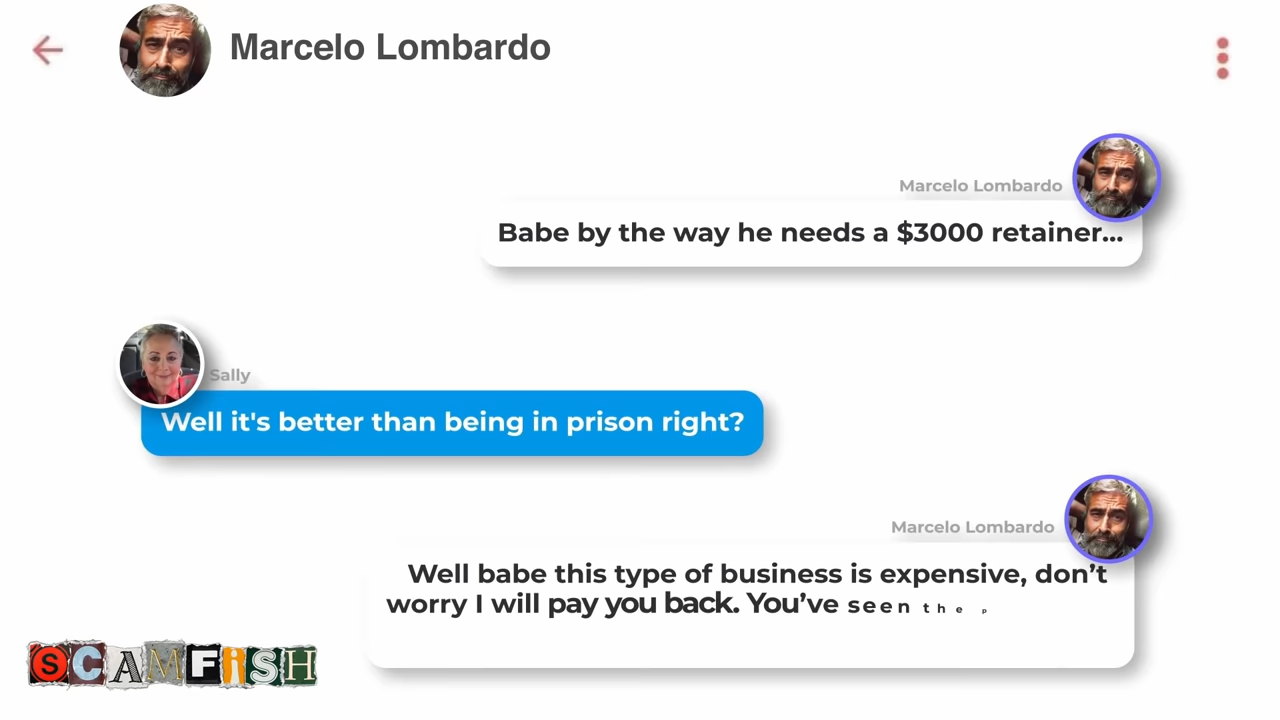 Marcelo Lombardo
Marcelo Lombardo
Babe by the way he needs a $3000 retainer...
Sally
Well it's better than being in prison right?
Marcelo Lombardo
Well babe this type of business is expensive, don’t
worry I will pay you back. You’ve seen the p
SCAMFISH